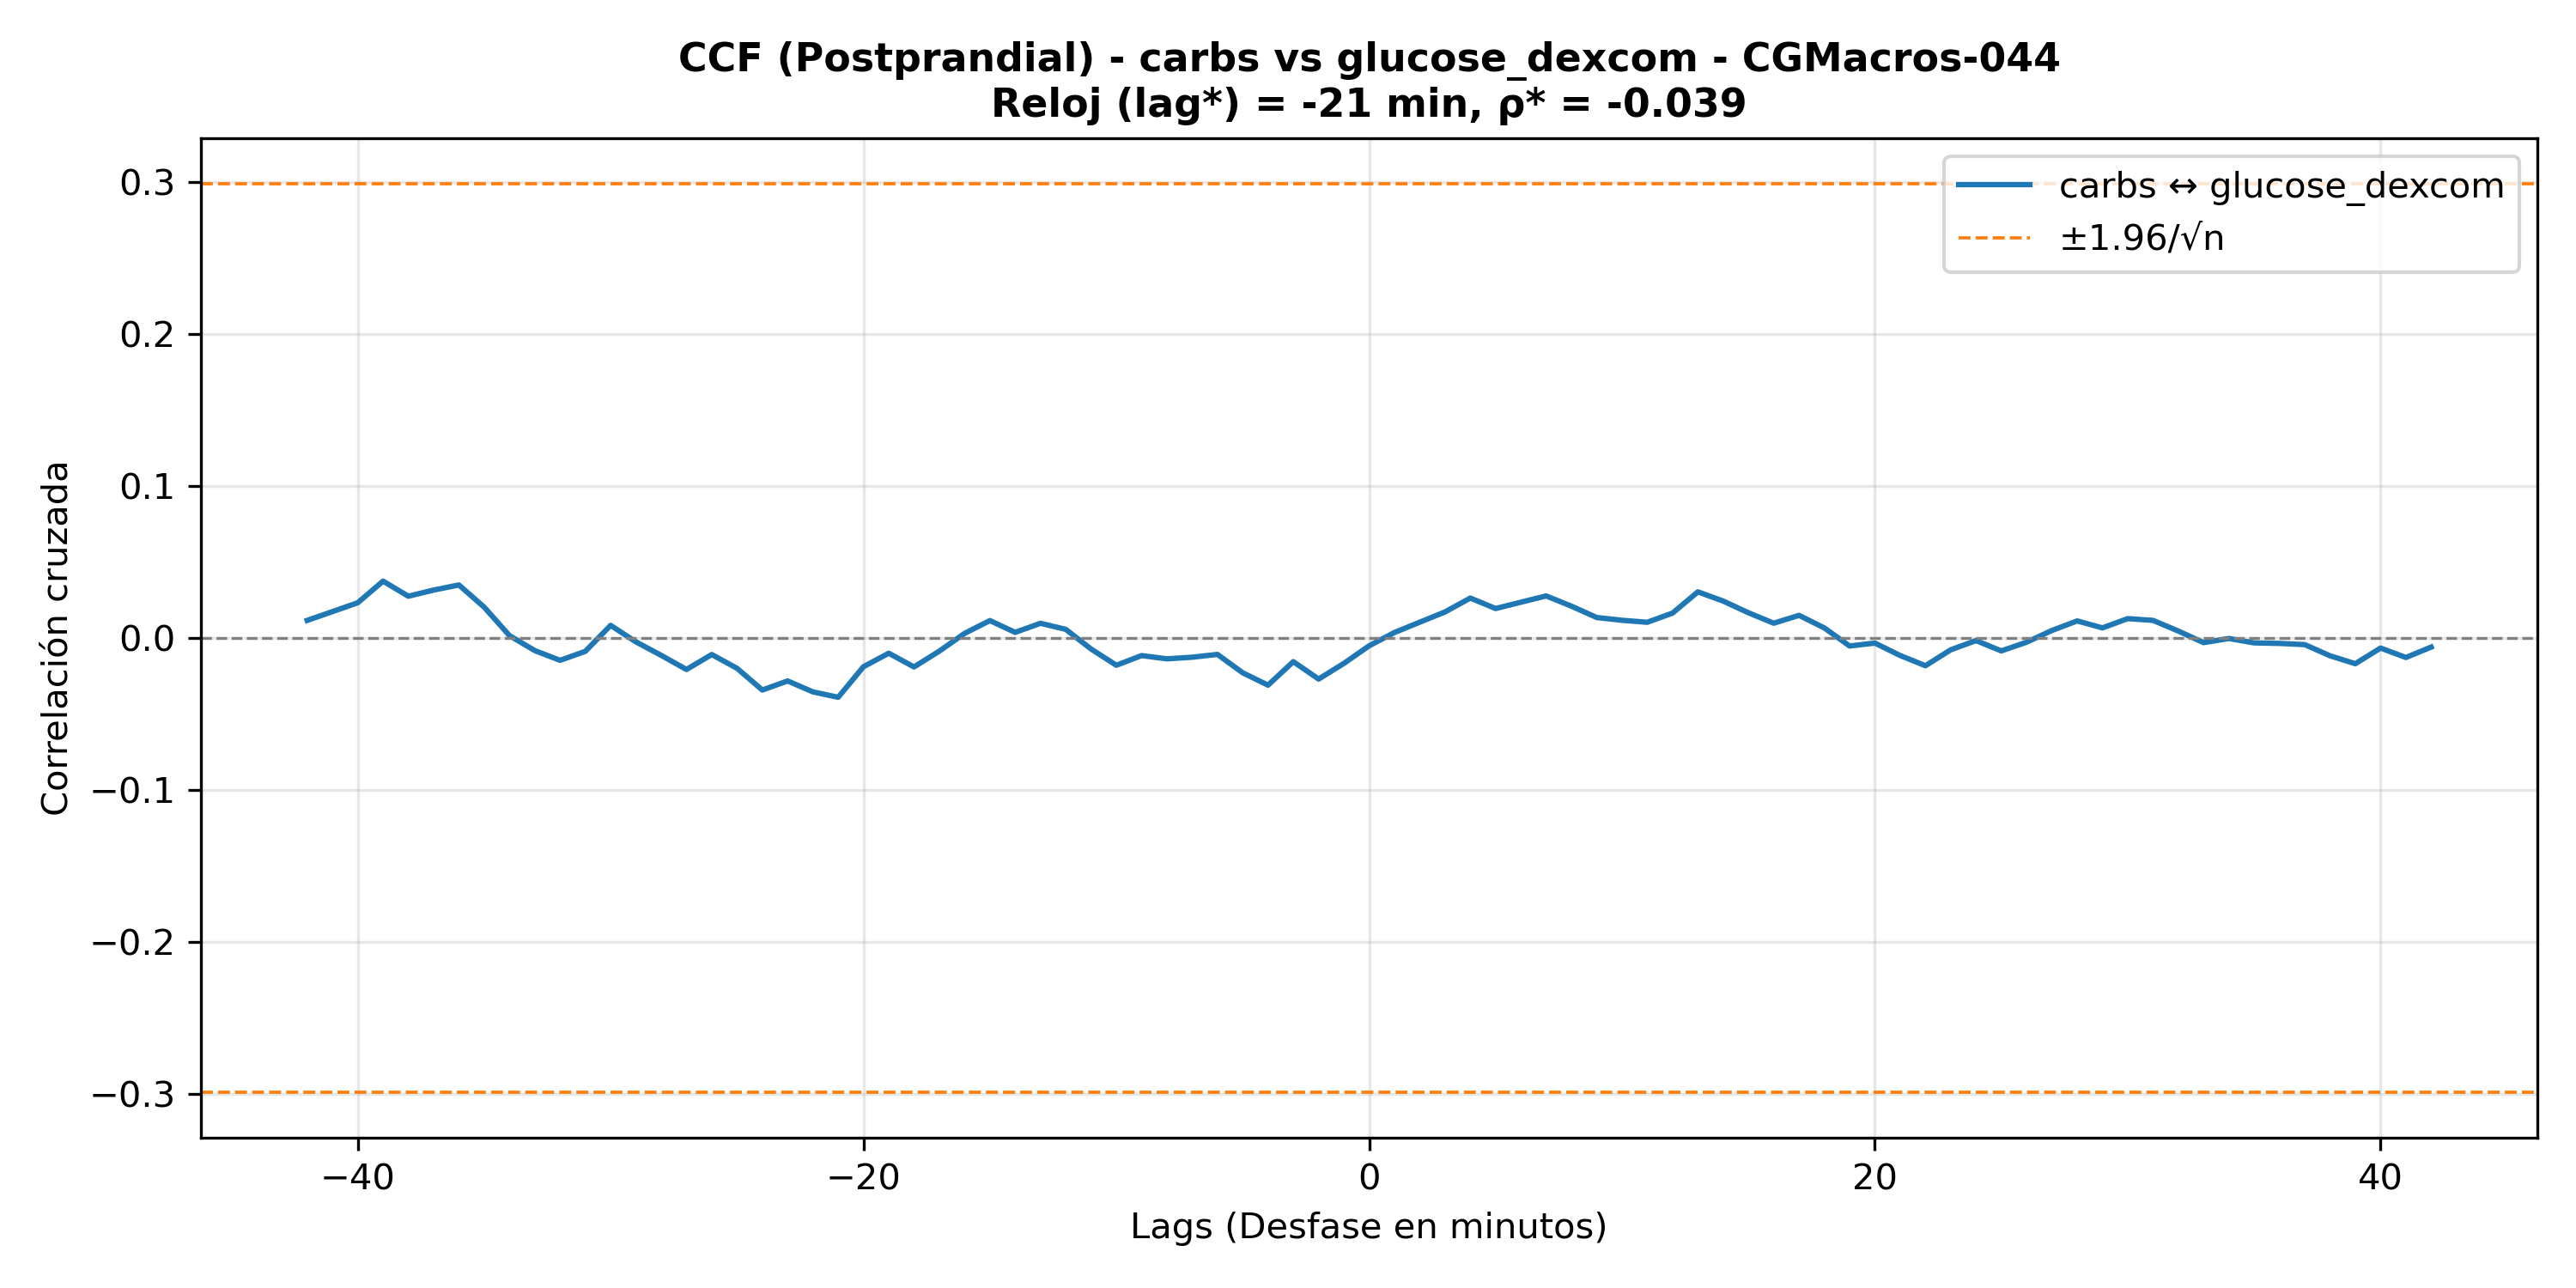 CCF (Postprandial) - carbs vs glucose_dexcom - CGMacros-044
Reloj (lag*) = -21 min, ρ* = -0.039
carbs ↔ glucose_dexcom
±1.96/√n
Correlación cruzada
0.3
0.2
0.1
0.0
−0.1
−0.2
−0.3
−40
−20
0
20
40
Lags (Desfase en minutos)